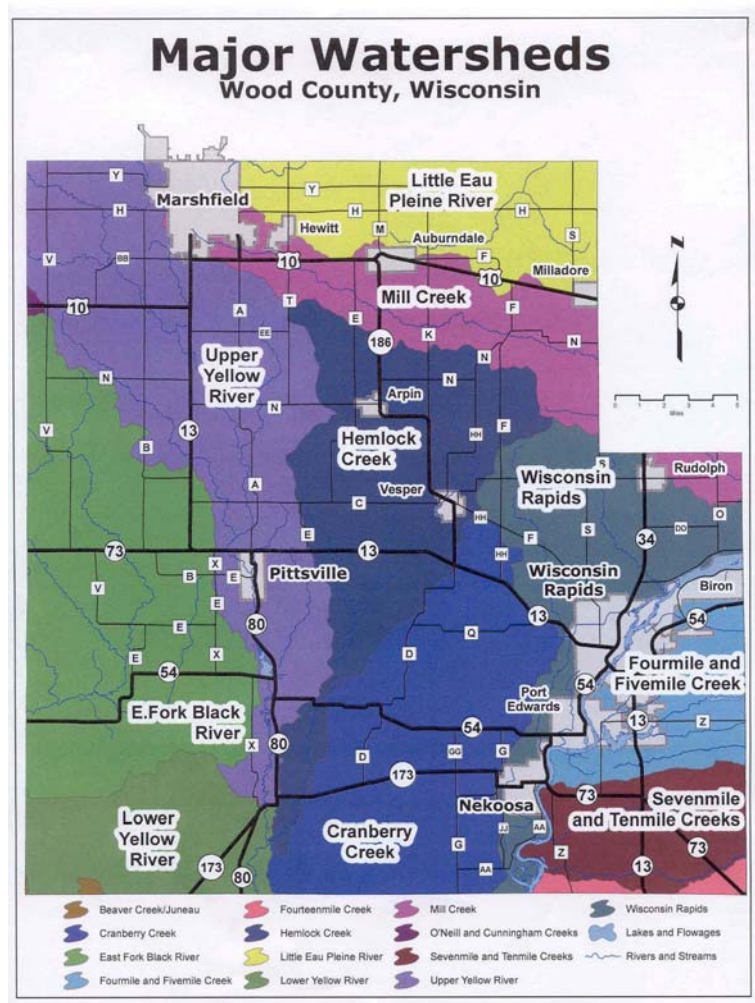 Major Watersheds
Wood County, Wisconsin
Y
Marshfield
Little Eau
Pleine River
Y
H
Hewitt
H
H
M
Auburndale
S
V
BB
10
F
10
Milladore
N
Mill Creek
10
A
T
E
F
EE
K
N
186
Upper
Yellow
River
N
N
N
Arpin
0 1 2 3 4 5
Miles
V
13
N
Hemlock
Creek
F
B
HH
Wisconsin
Rapids
S
Rudolph
A
Vesper
C
HH
O
E
F
S
DD
73
13
HH
34
X
Pittsville
Wisconsin
Rapids
V
B
E
Biron
E
13
54
E
80
Q
E
X
D
Fourmile and
Fivemile Creek
54
54
E.Fork Black
River
Port
Edwards
54
13
Z
X
80
D
GG
G
173
73
Sevenmile
and Tenmile Creeks
Nekoosa
Lower
Yellow
River
Cranberry
Creek
JJ
AA
G
Z
73
173
80
AA
13
Beaver Creek/Juneau
Fourteenmile Creek
Mill Creek
Wisconsin Rapids
Cranberry Creek
Hemlock Creek
O'Neill and Cunningham Creeks
Lakes and Flowages
East Fork Black River
Little Eau Pleine River
Sevenmile and Tenmile Creeks
Rivers and Streams
Fourmile and Fivemile Creek
Lower Yellow River
Upper Yellow River